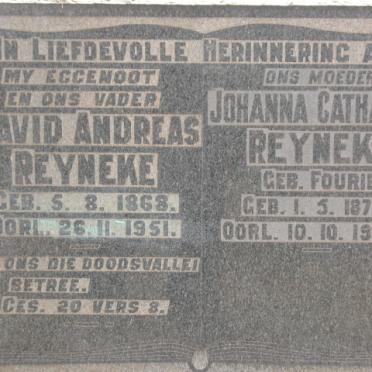 IN LIEFDEVOLLE HERINNERING A
MY EGGENOOT
EN ONS VADER
DAVID ANDREAS
REYNEKE
GEB. 5. 8. 1868.
OORL. 26. 11. 1951.
ONS DIE DOODSVALLEI
BETREE.
GES. 20 VERS 8.
ONS MOEDER
JOHANNA CATHA
REYNEK
GEB. FOURIE
GEB. 1. 5. 187
OORL. 10. 10. 19